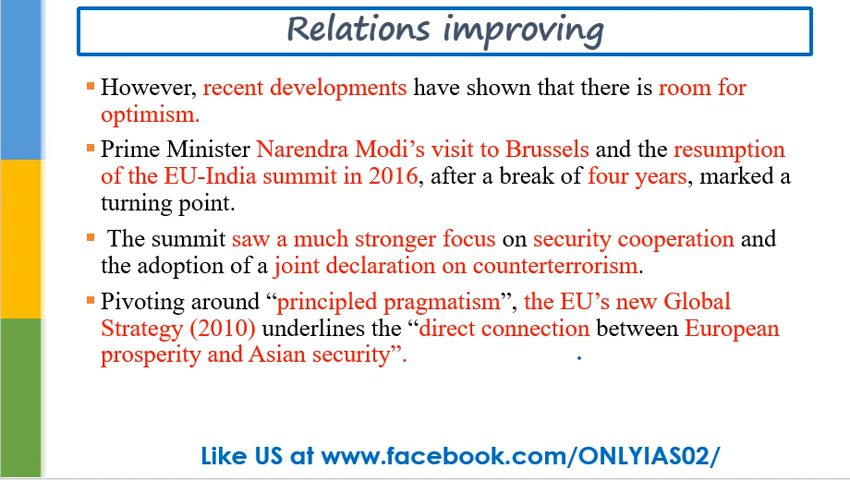 Relations improving
However, recent developments have shown that there is room for
optimism.
Prime Minister Narendra Modi’s visit to Brussels and the resumption
of the EU-India summit in 2016, after a break of four years, marked a
turning point.
The summit saw a much stronger focus on security cooperation and
the adoption of a joint declaration on counterterrorism.
Pivoting around “principled pragmatism”, the EU’s new Global
Strategy (2010) underlines the “direct connection between European
prosperity and Asian security”.
Like US at www.facebook.com/ONLYIAS02/